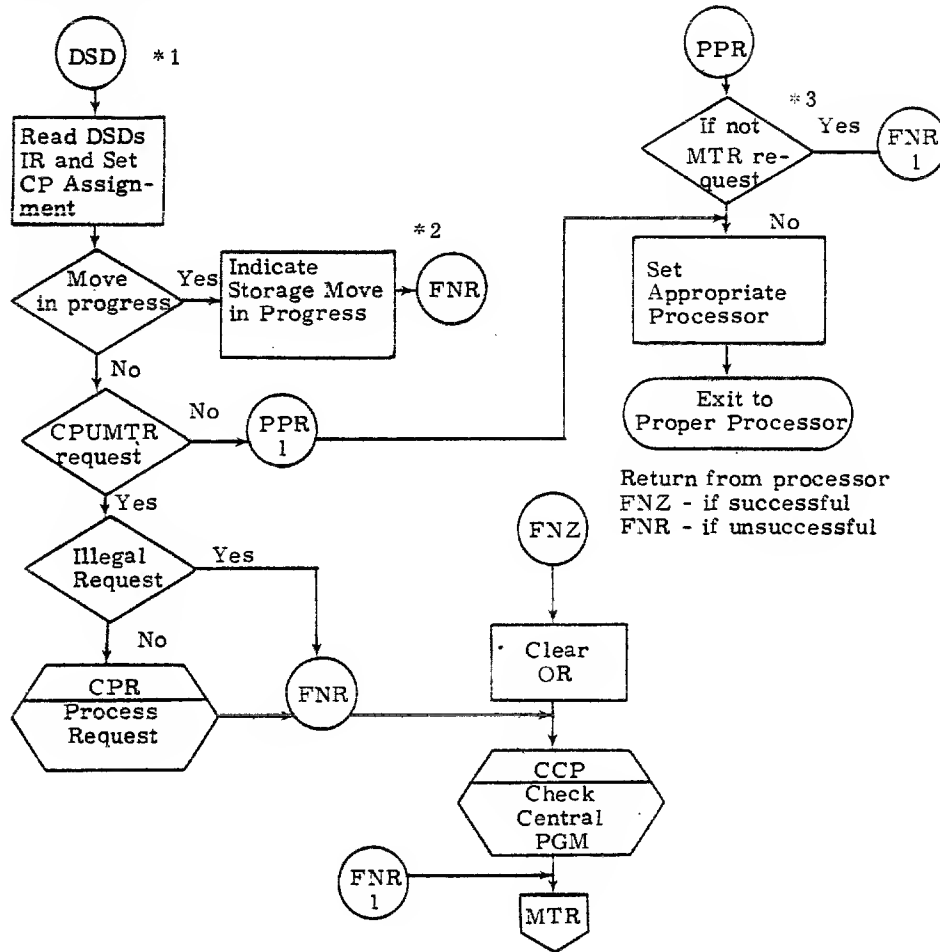 DSD
*1
Read DSDs
IR and Set
CP Assign-
ment
Move
in progress
Yes
Indicate
Storage Move
in Progress
*2
FNR
No
CPUMTR
request
No
PPR
1
Yes
Illegal
Request
Yes
No
CPR
Process
Request
FNR
PPR
*3
If not
MTR re-
quest
Yes
FNR
1
No
Set
Appropriate
Processor
Exit to
Proper Processor
Return from processor
FNZ - if successful
FNR - if unsuccessful
FNZ
Clear
OR
CCP
Check
Central
PGM
FNR
1
MTR